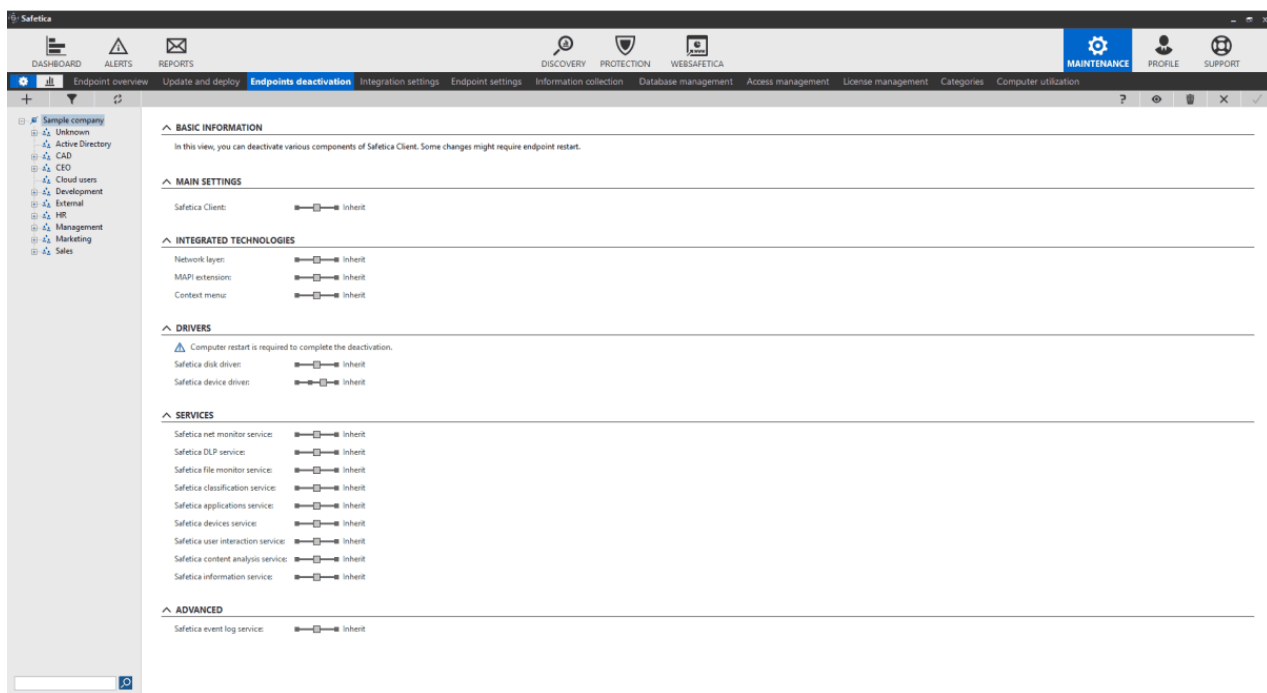 Safetica
DASHBOARD ALERTS REPORTS DISCOVERY PROTECTION WEBSAFETICA MAINTENANCE PROFILE SUPPORT
Endpoint overview Update and deploy Endpoints deactivation Integration settings Endpoint settings Information collection Database management Access management License management Categories Computer utilization
Sample company
Unknown
Active Directory
CAD
CEO
Cloud users
Development
External
HR
Management
Marketing
Sales
BASIC INFORMATION
In this view, you can deactivate various components of Safetica Client. Some changes might require endpoint restart.
MAIN SETTINGS
Safetica Client: Inherit
INTEGRATED TECHNOLOGIES
Network layer: Inherit
MAPI extension: Inherit
Context menu: Inherit
DRIVERS
Computer restart is required to complete the deactivation.
Safetica disk driver: Inherit
Safetica device driver: Inherit
SERVICES
Safetica net monitor service: Inherit
Safetica DLP service: Inherit
Safetica file monitor service: Inherit
Safetica classification service: Inherit
Safetica applications service: Inherit
Safetica devices service: Inherit
Safetica user interaction service: Inherit
Safetica content analysis service: Inherit
Safetica information service: Inherit
ADVANCED
Safetica event log service: Inherit